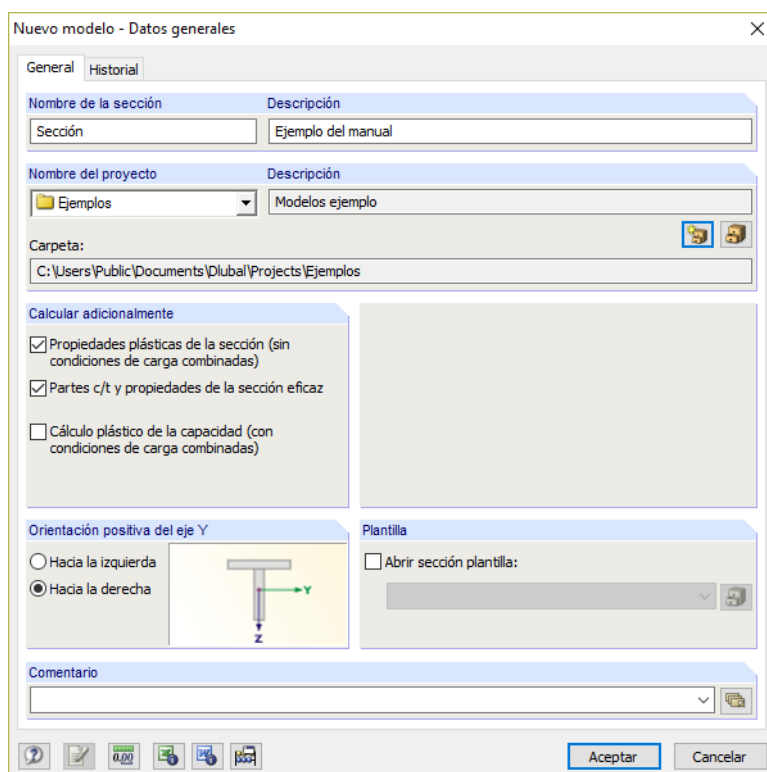 Nuevo modelo - Datos generales
General Historial
Nombre de la sección Descripción
Sección Ejemplo del manual
Nombre del proyecto Descripción
Ejemplos Modelos ejemplo
Carpeta:
C:\Users\Public\Documents\Dlubal\Projects\Ejemplos
Calcular adicionalmente
Propiedades plásticas de la sección (sin
condiciones de carga combinadas)
Partes c/t y propiedades de la sección eficaz
Cálculo plástico de la capacidad (con
condiciones de carga combinadas)
Orientación positiva del eje Y
Hacia la izquierda
Hacia la derecha
Y
Z
Plantilla
Abrir sección plantilla:
Comentario
0,00
Aceptar Cancelar